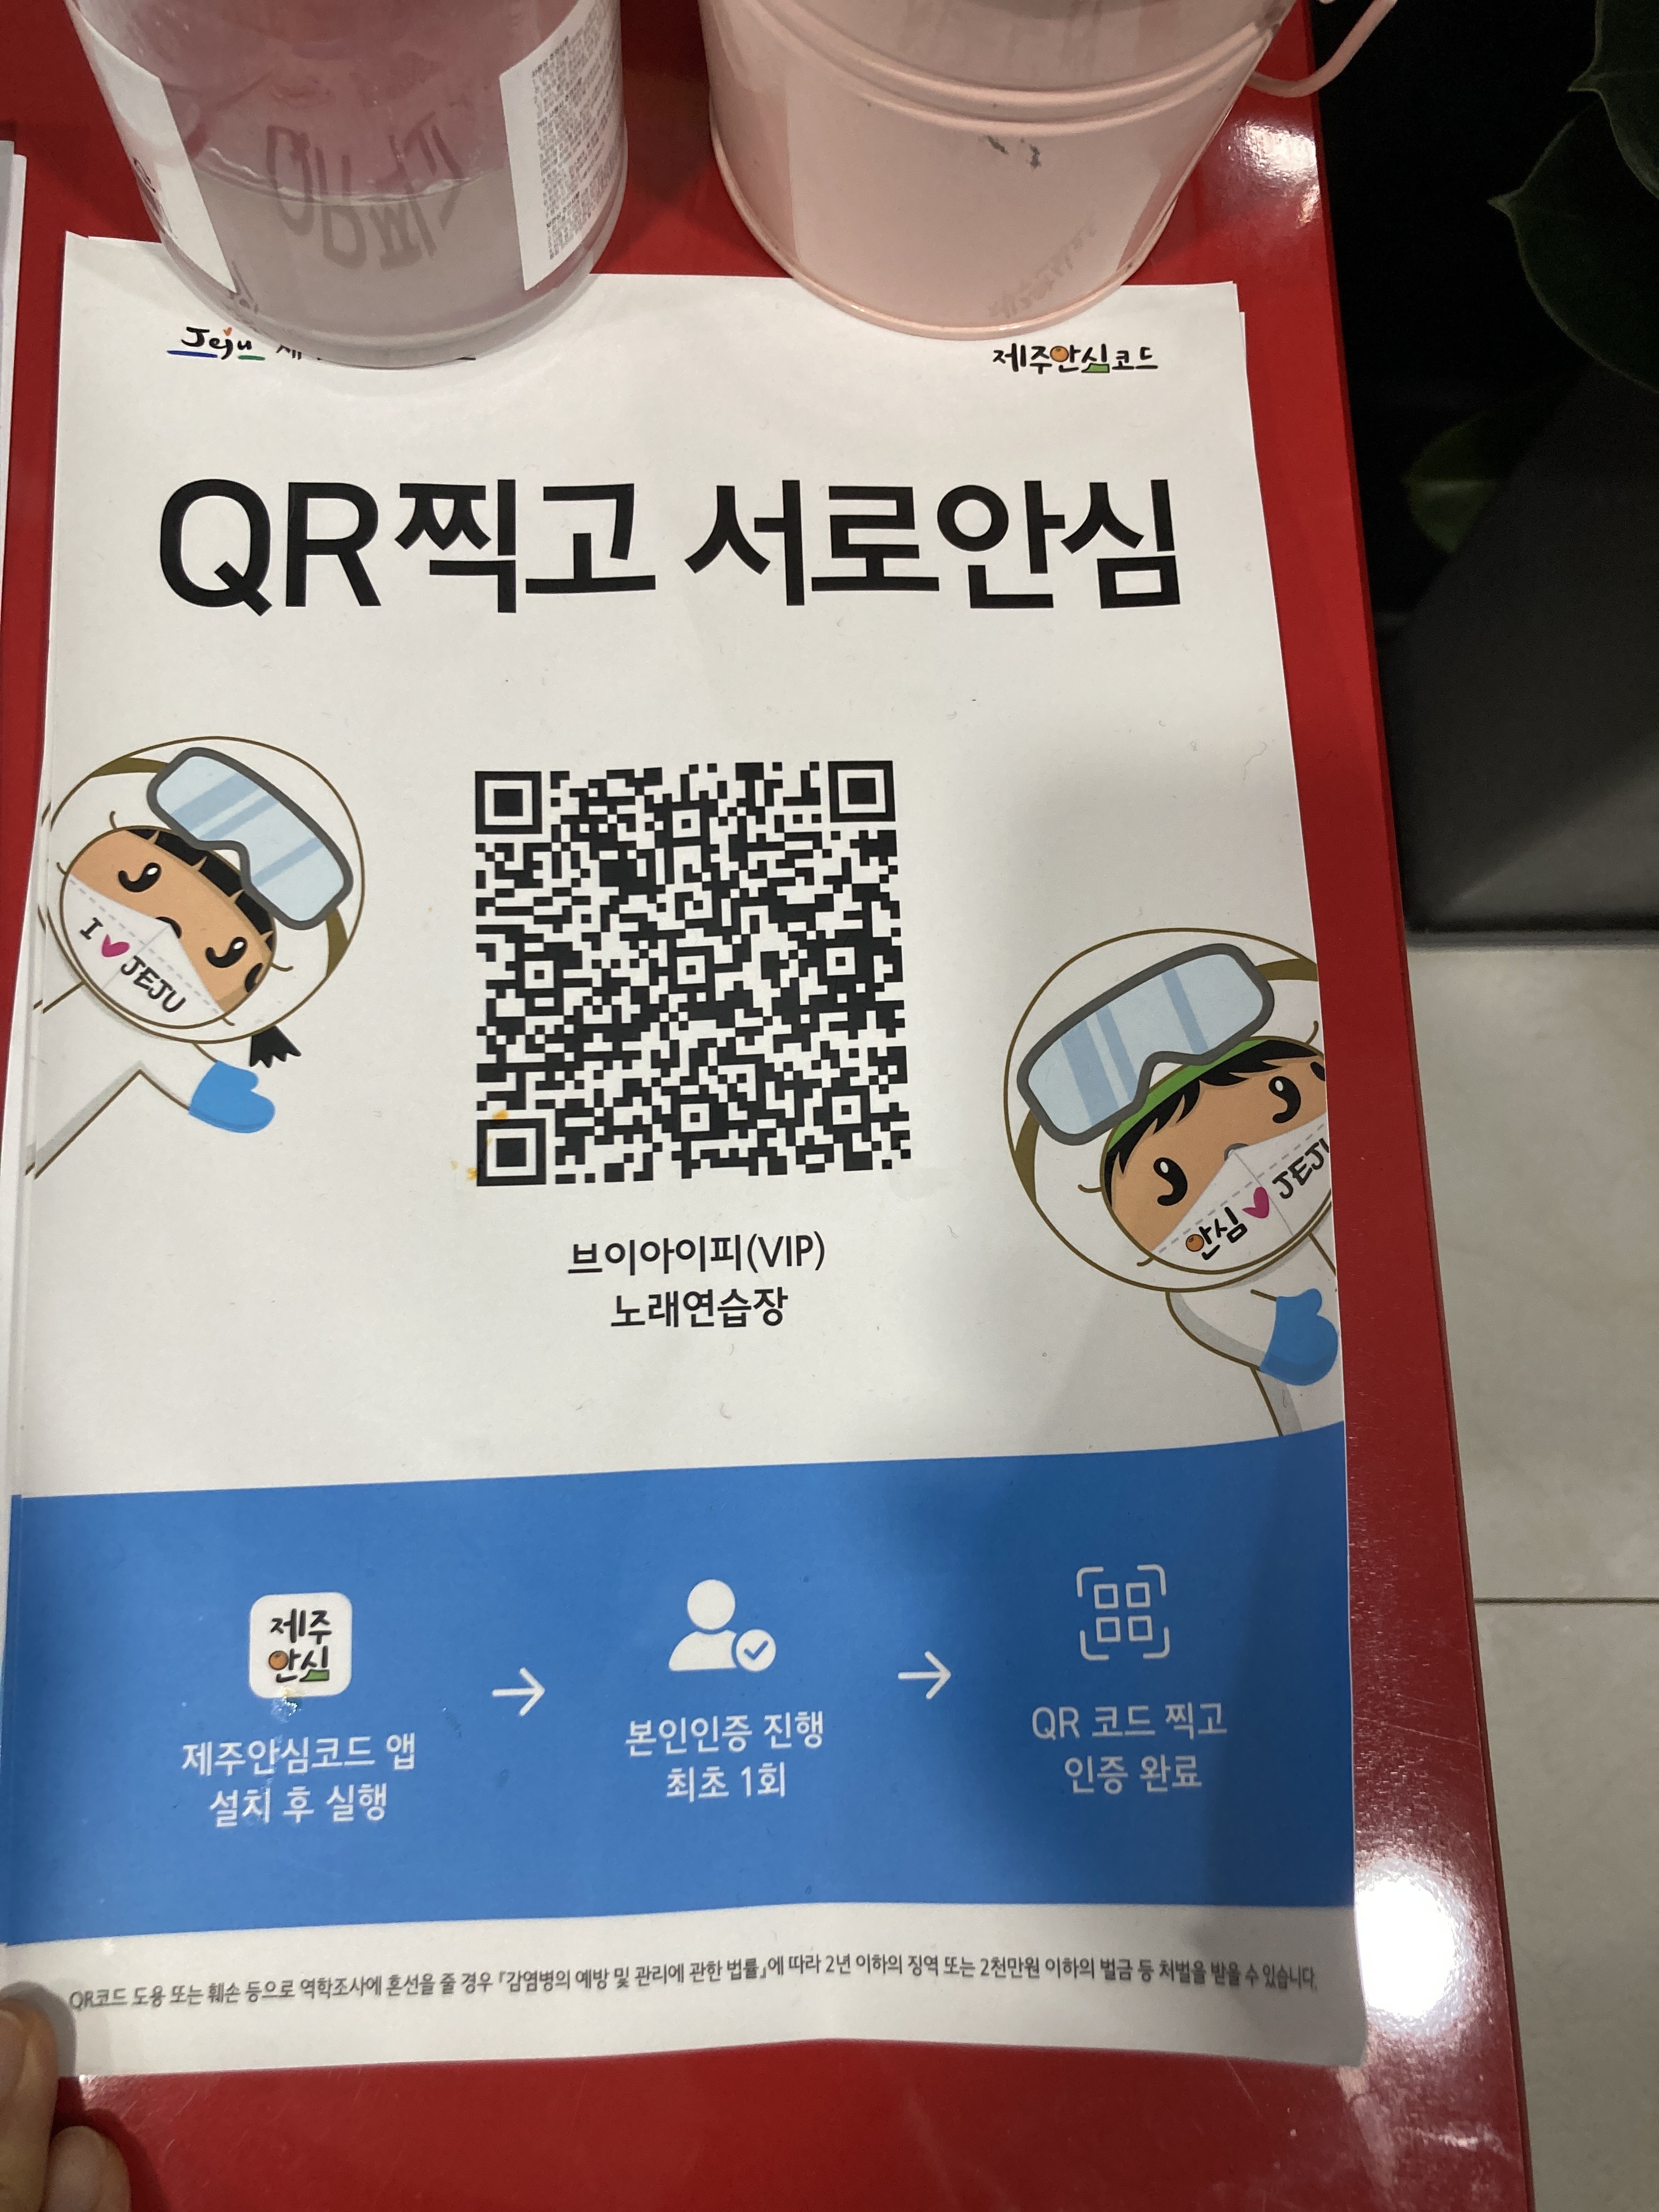 Jeju
제주안심코드
QR찍고 서로안심
I ♥ JEJU
안심 ♥ JEJU
브이아이피(VIP)
노래연습장
제주
안심
제주안심코드 앱
설치 후 실행
본인인증 진행
최초 1회
QR 코드 찍고
인증 완료
QR코드 도용 또는 훼손 등으로 역학조사에 혼선을 줄 경우 『감염병의 예방 및 관리에 관한 법률』에 따라 2년 이하의 징역 또는 2천만원 이하의 벌금 등 처벌을 받을 수 있습니다.